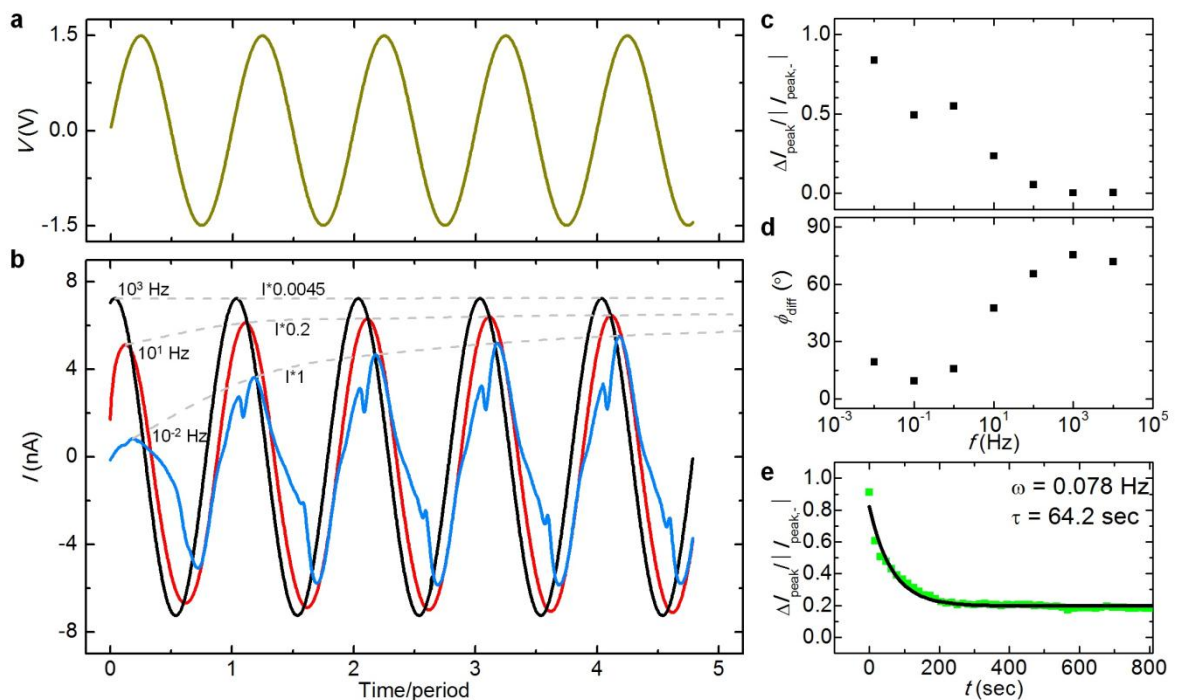 a
1.5
0.0
-1.5
V (V)
b
8
4
0
-4
-8
I (nA)
10³ Hz
I*0.0045
10¹ Hz
I*0.2
I*1
10⁻² Hz
0 1 2 3 4 5
Time/period
c
1.0
0.5
0.0
ΔI_peak / | I_peak,- |
d
90
60
30
0
ϕ_diff (°)
10⁻³ 10⁻¹ 10¹ 10³ 10⁵
f (Hz)
e
1.0
0.8
0.6
0.4
0.2
0.0
ΔI_peak / | I_peak,- |
ω = 0.078 Hz
τ = 64.2 sec
0 200 400 600 800
t (sec)